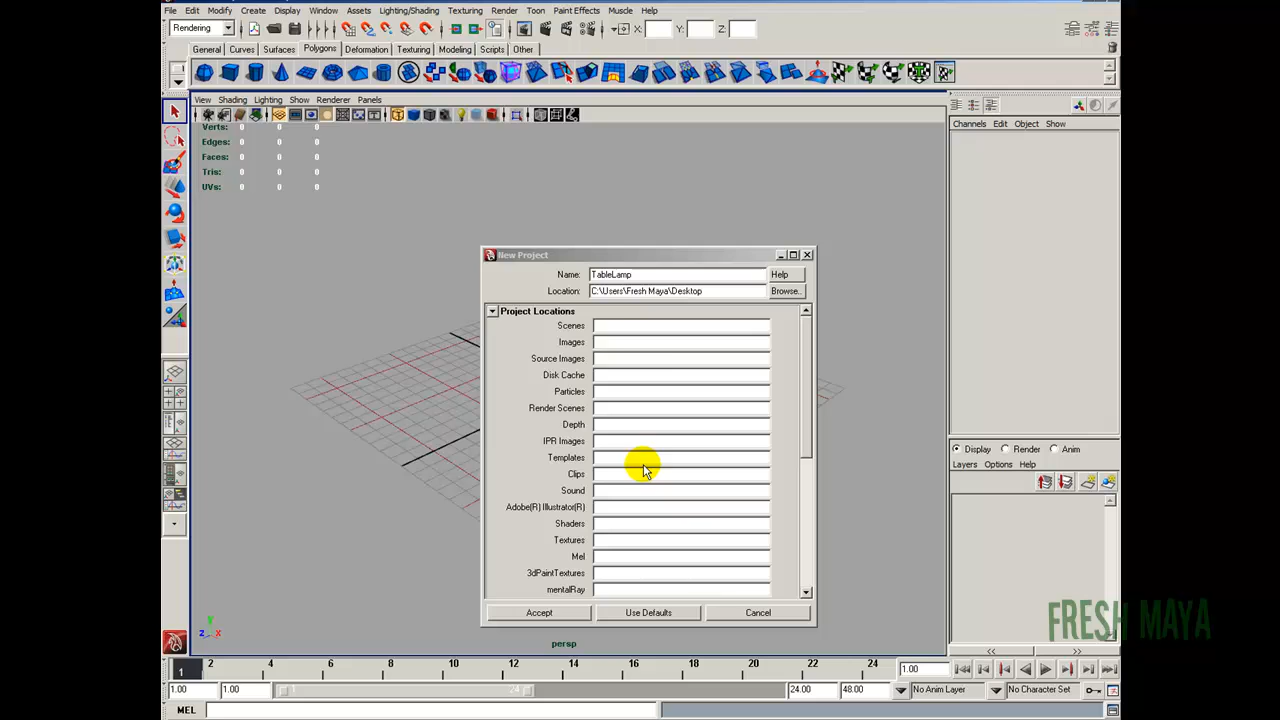 File Edit Modify Create Display Window Assets Lighting/Shading Texturing Render Toon Paint Effects Muscle Help
Rendering X: Y: Z:
General Curves Surfaces Polygons Deformation Texturing Modeling Scripts Other
View Shading Lighting Show Renderer Panels
Channels Edit Object Show
Verts: 0 0 0
Edges: 0 0 0
Faces: 0 0 0
Tris: 0 0 0
UVs: 0 0 0
New Project
Name: TableLamp Help
Location: C:\Users\Fresh Maya\Desktop Browse..
Project Locations
Scenes
Images
Source Images
Disk Cache
Particles
Render Scenes
Depth
IPR Images
Templates
Clips
Sound
Adobe(R) Illustrator(R)
Shaders
Textures
Mel
3dPaintTextures
mentalRay
Accept Use Defaults Cancel
Display Render Anim
Layers Options Help
FRESH MAYA
y
z x
persp
<< >>
1 2 4 6 8 10 12 14 16 18 20 22 24 1.00
1.00 1.00 24 24.00 48.00 No Anim Layer No Character Set
MEL